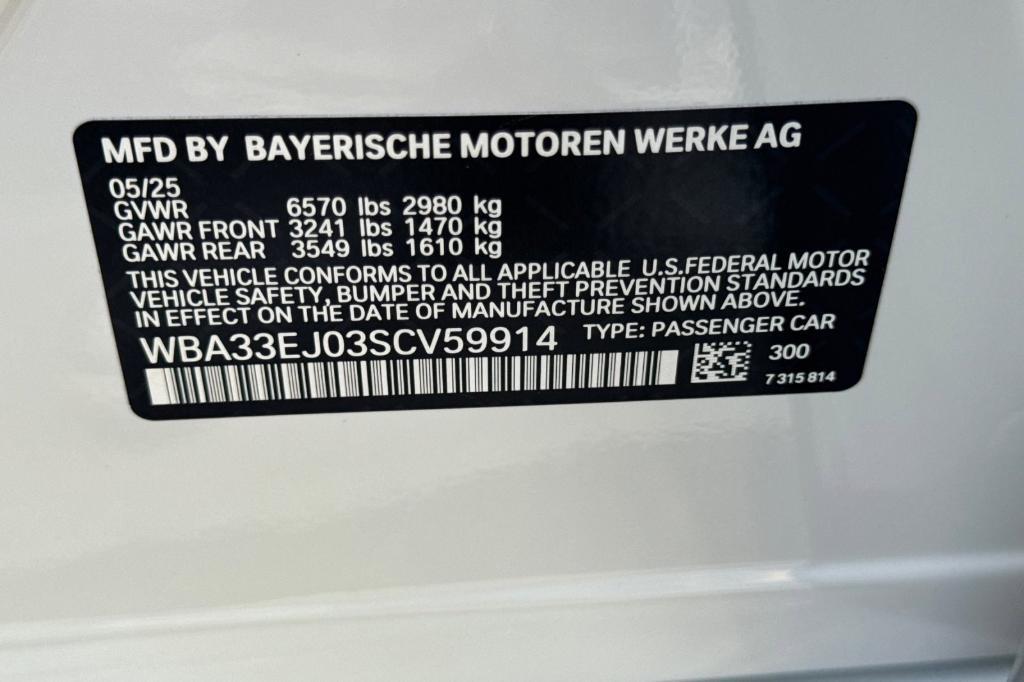 MFD BY BAYERISCHE MOTOREN WERKE AG
05/25
GVWR 6570 lbs 2980 kg
GAWR FRONT 3241 lbs 1470 kg
GAWR REAR 3549 lbs 1610 kg
THIS VEHICLE CONFORMS TO ALL APPLICABLE U.S.FEDERAL MOTOR
VEHICLE SAFETY, BUMPER AND THEFT PREVENTION STANDARDS
IN EFFECT ON THE DATE OF MANUFACTURE SHOWN ABOVE.
WBA33EJ03SCV59914 TYPE: PASSENGER CAR
300
7 315 814